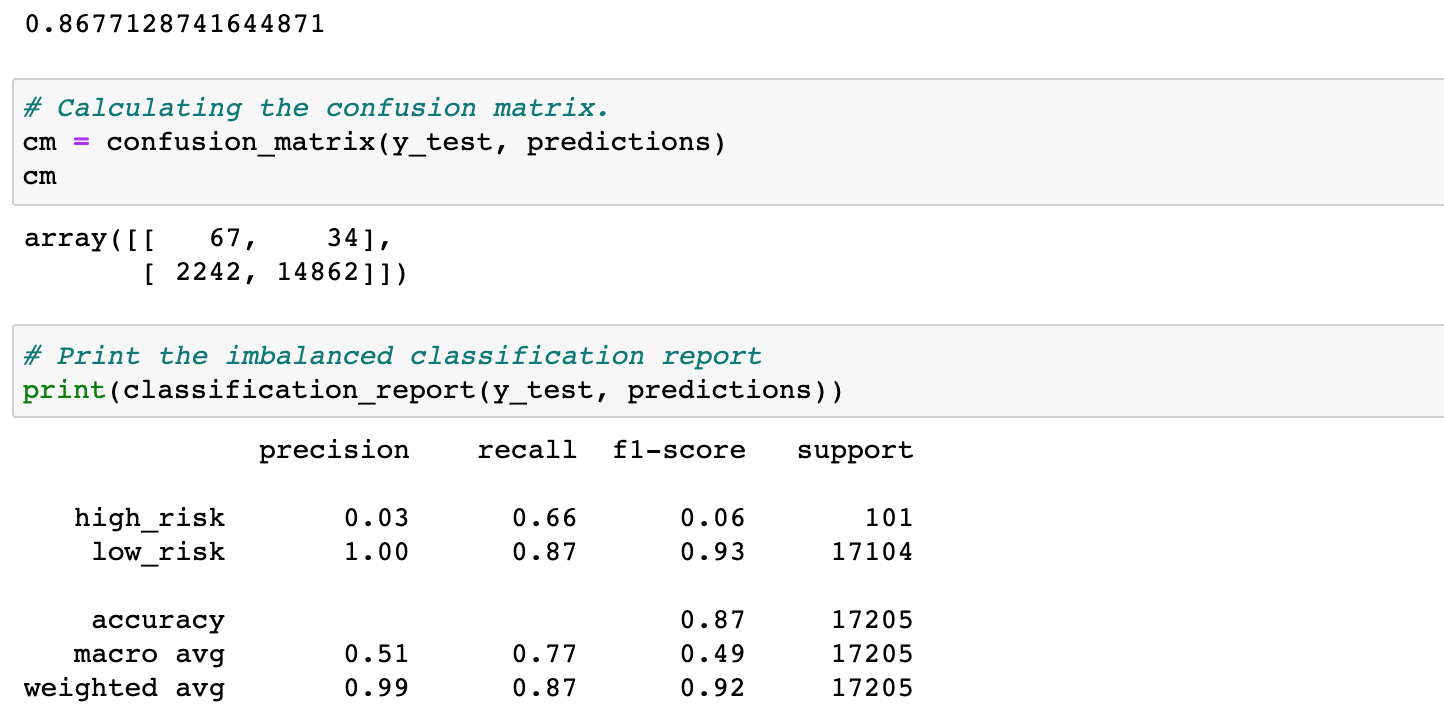 0.8677128741644871
# Calculating the confusion matrix.
cm = confusion_matrix(y_test, predictions)
cm
array([[   67,    34],
       [ 2242, 14862]])
# Print the imbalanced classification report
print(classification_report(y_test, predictions))
              precision    recall  f1-score   support
   high_risk       0.03      0.66      0.06       101
    low_risk       1.00      0.87      0.93     17104
    accuracy                           0.87     17205
   macro avg       0.51      0.77      0.49     17205
weighted avg       0.99      0.87      0.92     17205